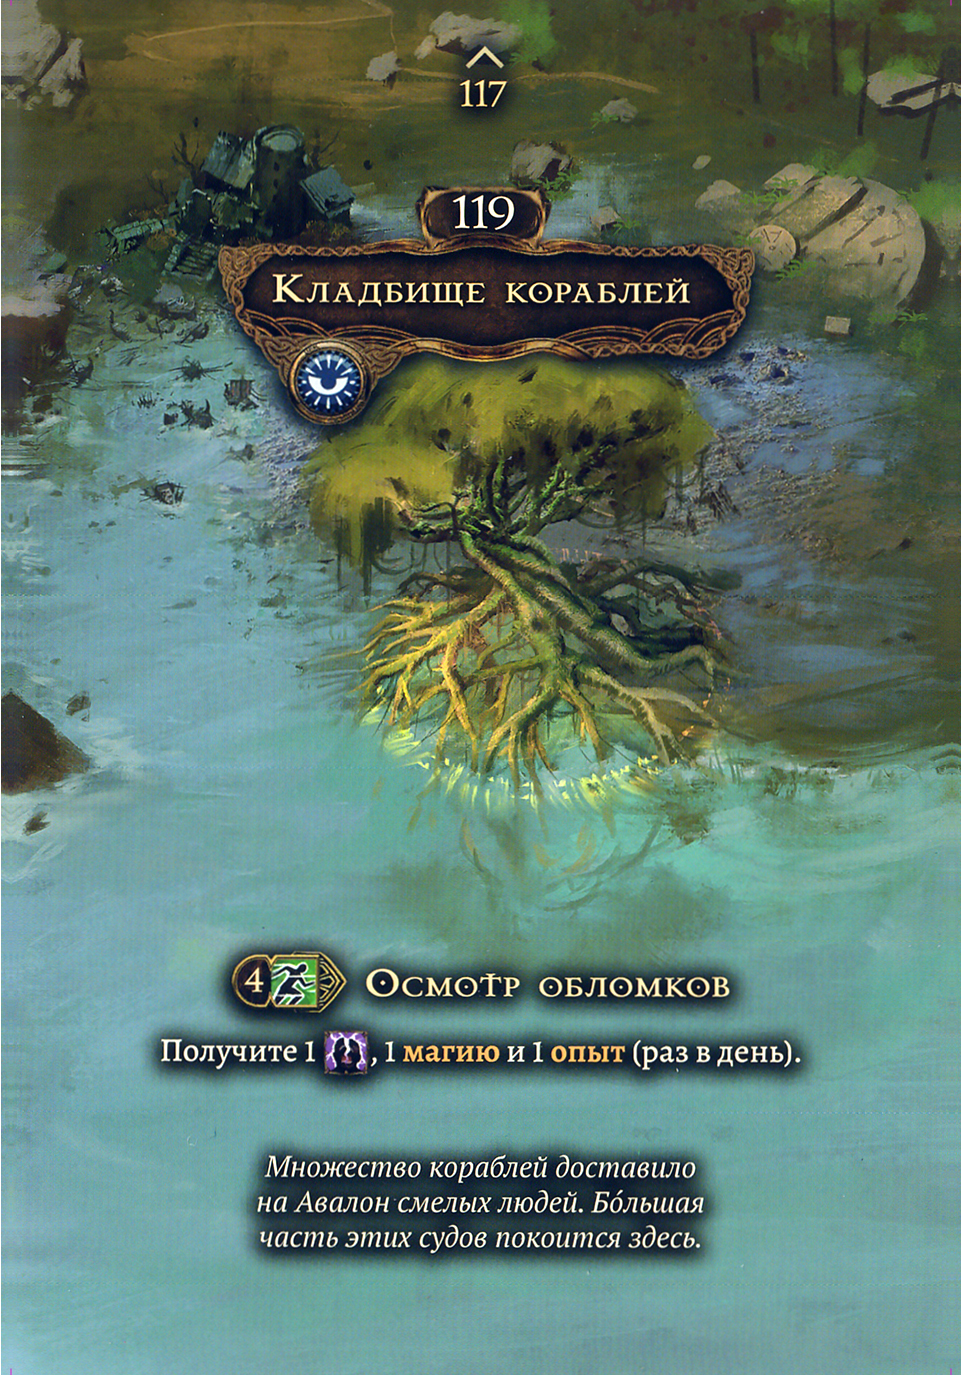 117
119
Кладбище кораблей
4 Осмотр обломков
Получите 1 , 1 магию и 1 опыт (раз в день).
Множество кораблей доставило
на Авалон смелых людей. Бо́льшая
часть этих судов покоится здесь.